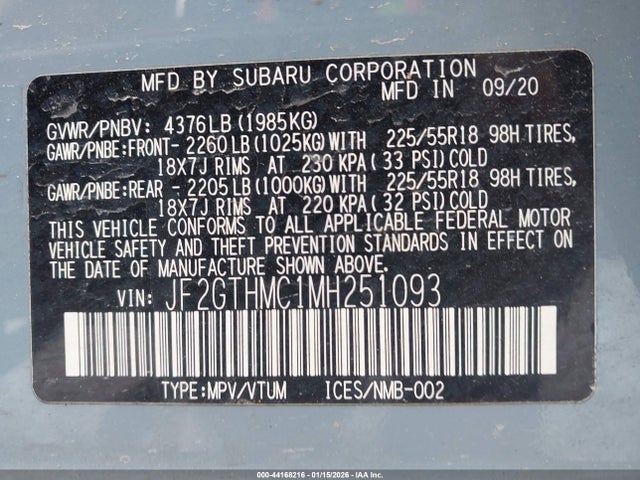 MFD BY SUBARU CORPORATION
MFD IN 09/20
GVWR/PNBV: 4376LB (1985KG)
GAWR/PNBE:FRONT- 2260LB (1025KG) WITH 225/55R18 98H TIRES,
18X7J RIMS AT 230 KPA( 33 PSI) COLD
GAWR/PNBE:REAR - 2205LB (1000KG) WITH 225/55R18 98H TIRES,
18X7J RIMS AT 220 KPA( 32 PSI) COLD
THIS VEHICLE CONFORMS TO ALL APPLICABLE FEDERAL MOTOR
VEHICLE SAFETY AND THEFT PREVENTION STANDARDS IN EFFECT ON
THE DATE OF MANUFACTURE SHOWN ABOVE.
VIN: JF2GTHMC1MH251093
TYPE:MPV/VTUM ICES/NMB-002
000-44168216 - 01/15/2026 - © IAA Inc.